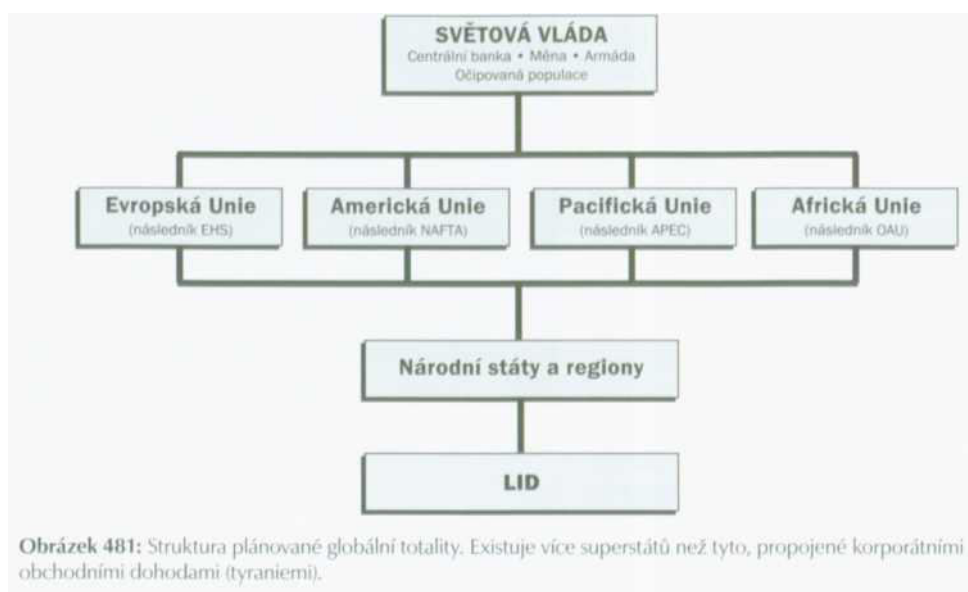 SVĚTOVÁ VLÁDA
Centrální banka • Měna • Armáda
Očipovaná populace
Evropská Unie
(následník EHS)
Americká Unie
(následník NAFTA)
Pacifická Unie
(následník APEC)
Africká Unie
(následník OAU)
Národní státy a regiony
LID
Obrázek 481: Struktura plánované globální totality. Existuje více superstátů než tyto, propojené korporátními
obchodními dohodami (tyraniemi).